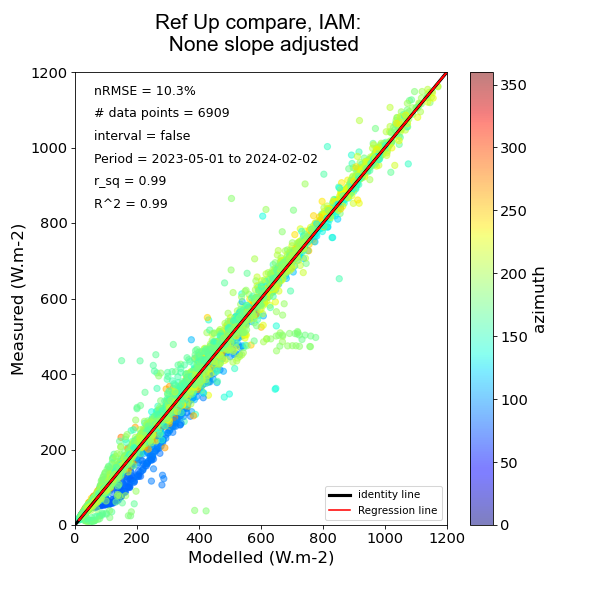 Ref Up compare, IAM:
None slope adjusted
nRMSE = 10.3%
# data points = 6909
interval = false
Period = 2023-05-01 to 2024-02-02
r_sq = 0.99
R^2 = 0.99
1200
1000
800
600
400
200
0
Measured (W.m-2)
0 200 400 600 800 1000 1200
Modelled (W.m-2)
identity line
Regression line
350
300
250
200
150
100
50
0
azimuth